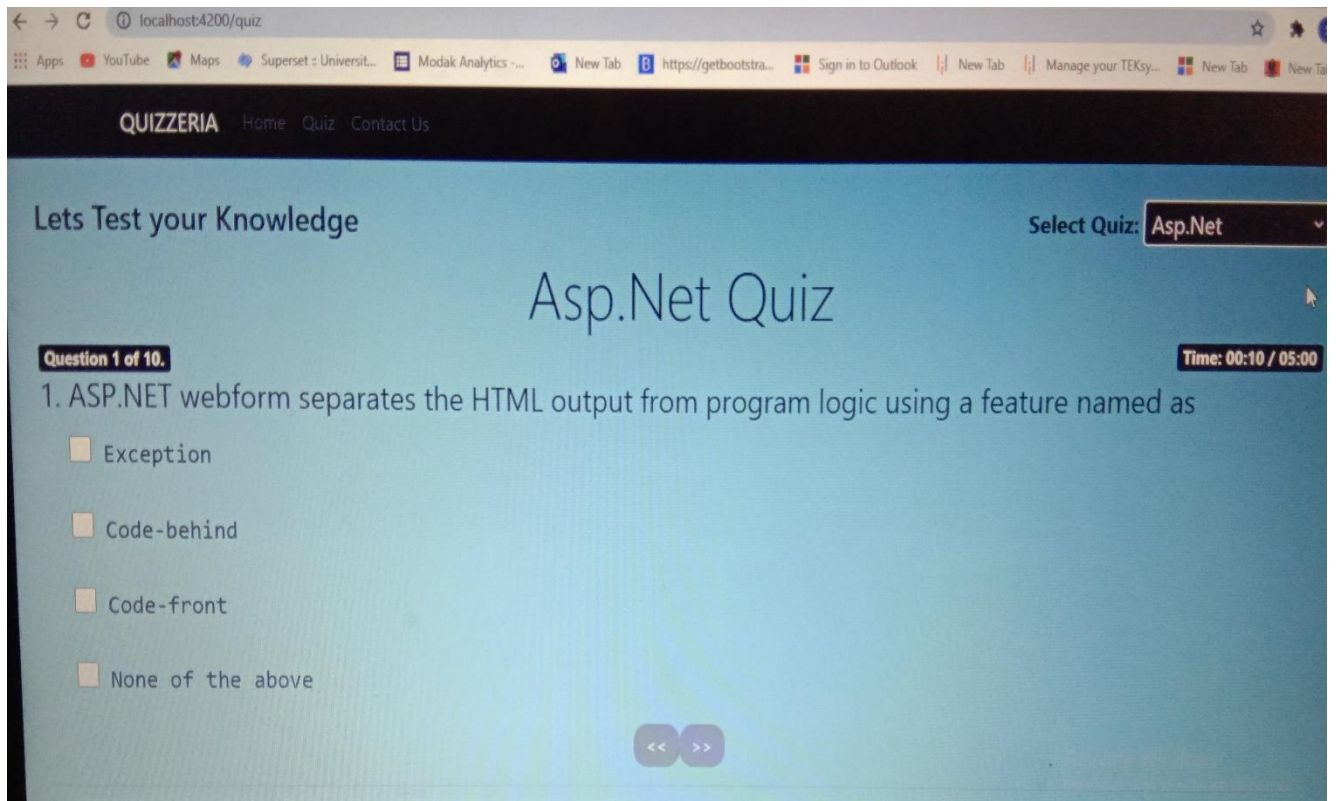 localhost:4200/quiz
Apps YouTube Maps Superset :: Universit... Modak Analytics -... New Tab https://getbootstra... Sign in to Outlook New Tab Manage your TEKsy... New Tab New Ta
QUIZZERIA Home Quiz Contact Us
Lets Test your Knowledge
Select Quiz: Asp.Net
Asp.Net Quiz
Question 1 of 10.
Time: 00:10 / 05:00
1. ASP.NET webform separates the HTML output from program logic using a feature named as
Exception
Code-behind
Code-front
None of the above
<< >>